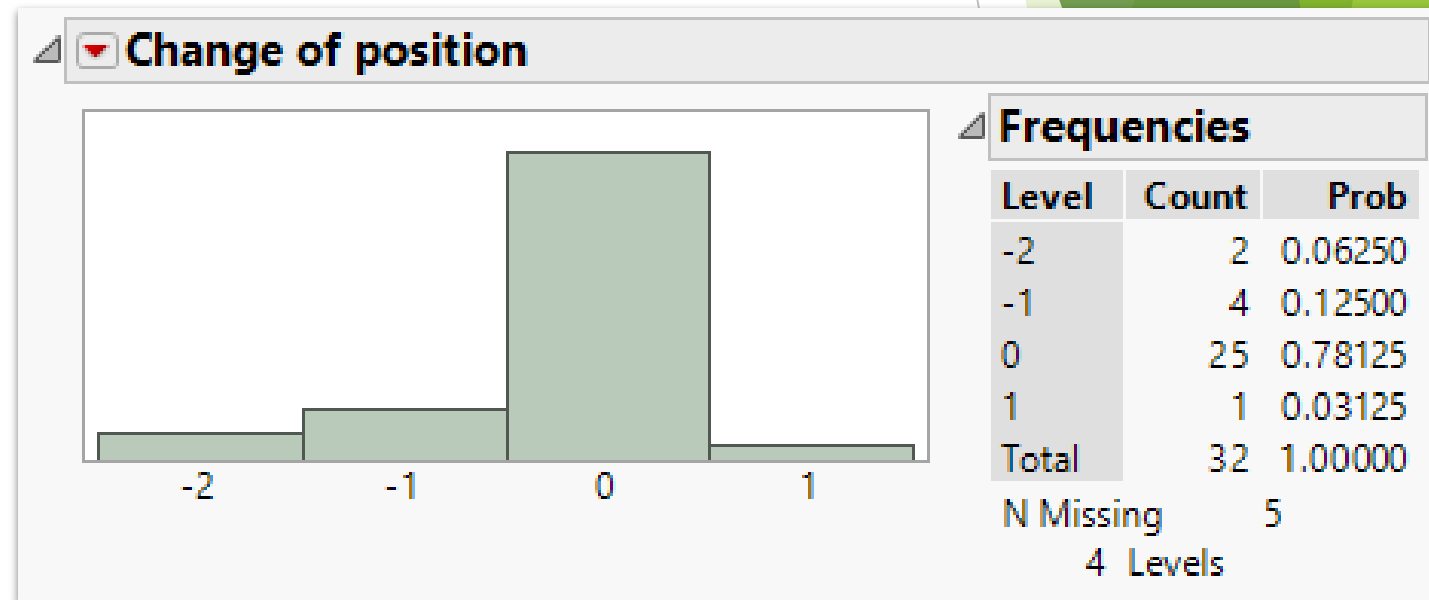 Change of position
-2 -1 0 1
Frequencies
Level Count Prob
-2 2 0.06250
-1 4 0.12500
0 25 0.78125
1 1 0.03125
Total 32 1.00000
N Missing 5
4 Levels